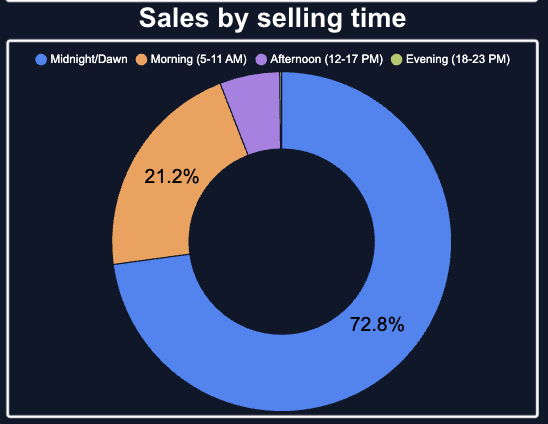 Sales by selling time
Midnight/Dawn Morning (5-11 AM) Afternoon (12-17 PM) Evening (18-23 PM)
21.2%
72.8%